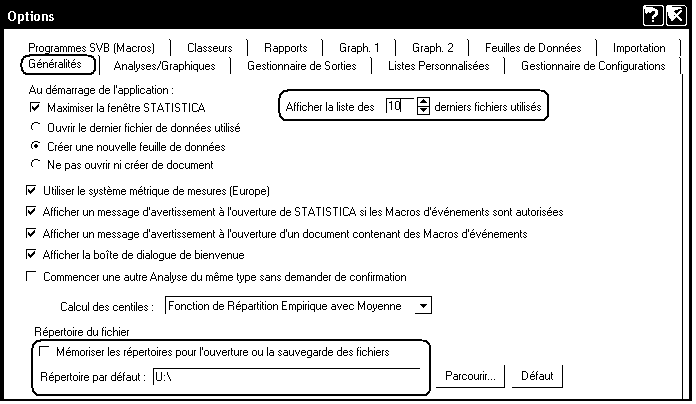 Options
Programmes SVB (Macros) Classeurs Rapports Graph. 1 Graph. 2 Feuilles de Données Importation
Généralités Analyses/Graphiques Gestionnaire de Sorties Listes Personnalisées Gestionnaire de Configurations
Au démarrage de l'application :
Maximiser la fenêtre STATISTICA
Afficher la liste des 10 derniers fichiers utilisés
Ouvrir le dernier fichier de données utilisé
Créer une nouvelle feuille de données
Ne pas ouvrir ni créer de document
Utiliser le système métrique de mesures (Europe)
Afficher un message d'avertissement à l'ouverture de STATISTICA si les Macros d'événements sont autorisées
Afficher un message d'avertissement à l'ouverture d'un document contenant des Macros d'événements
Afficher la boîte de dialogue de bienvenue
Commencer une autre Analyse du même type sans demander de confirmation
Calcul des centiles : Fonction de Répartition Empirique avec Moyenne
Répertoire du fichier
Mémoriser les répertoires pour l'ouverture ou la sauvegarde des fichiers
Répertoire par défaut : U:\ Parcourir... Défaut